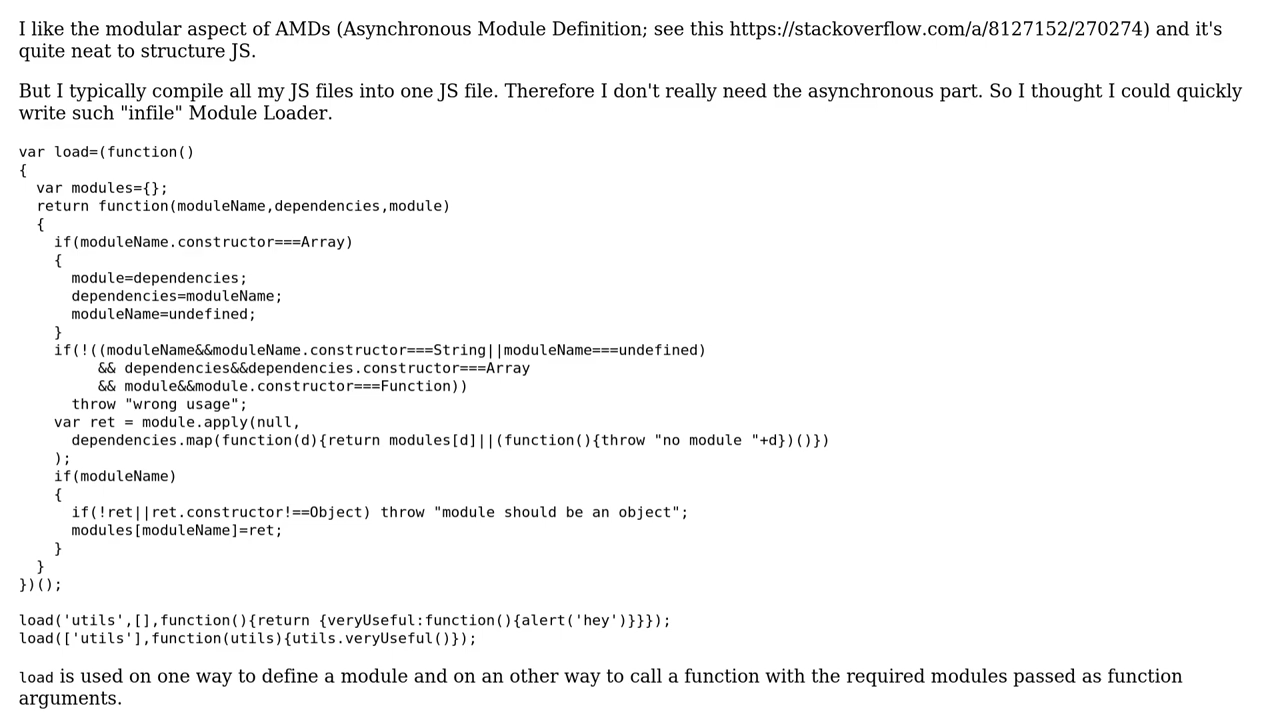 I like the modular aspect of AMDs (Asynchronous Module Definition; see this https://stackoverflow.com/a/8127152/270274) and it's
quite neat to structure JS.
But I typically compile all my JS files into one JS file. Therefore I don't really need the asynchronous part. So I thought I could quickly
write such "infile" Module Loader.
var load=(function()
{
  var modules={};
  return function(moduleName,dependencies,module)
  {
    if(moduleName.constructor===Array)
    {
      module=dependencies;
      dependencies=moduleName;
      moduleName=undefined;
    }
    if(!((moduleName&&moduleName.constructor===String||moduleName===undefined)
         && dependencies&&dependencies.constructor===Array
         && module&&module.constructor===Function))
      throw "wrong usage";
    var ret = module.apply(null,
      dependencies.map(function(d){return modules[d]||(function(){throw "no module "+d})()})
    );
    if(moduleName)
    {
      if(!ret||ret.constructor!==Object) throw "module should be an object";
      modules[moduleName]=ret;
    }
  }
})();
load('utils',[],function(){return {veryUseful:function(){alert('hey')}}});
load(['utils'],function(utils){utils.veryUseful()});
load is used on one way to define a module and on an other way to call a function with the required modules passed as function
arguments.